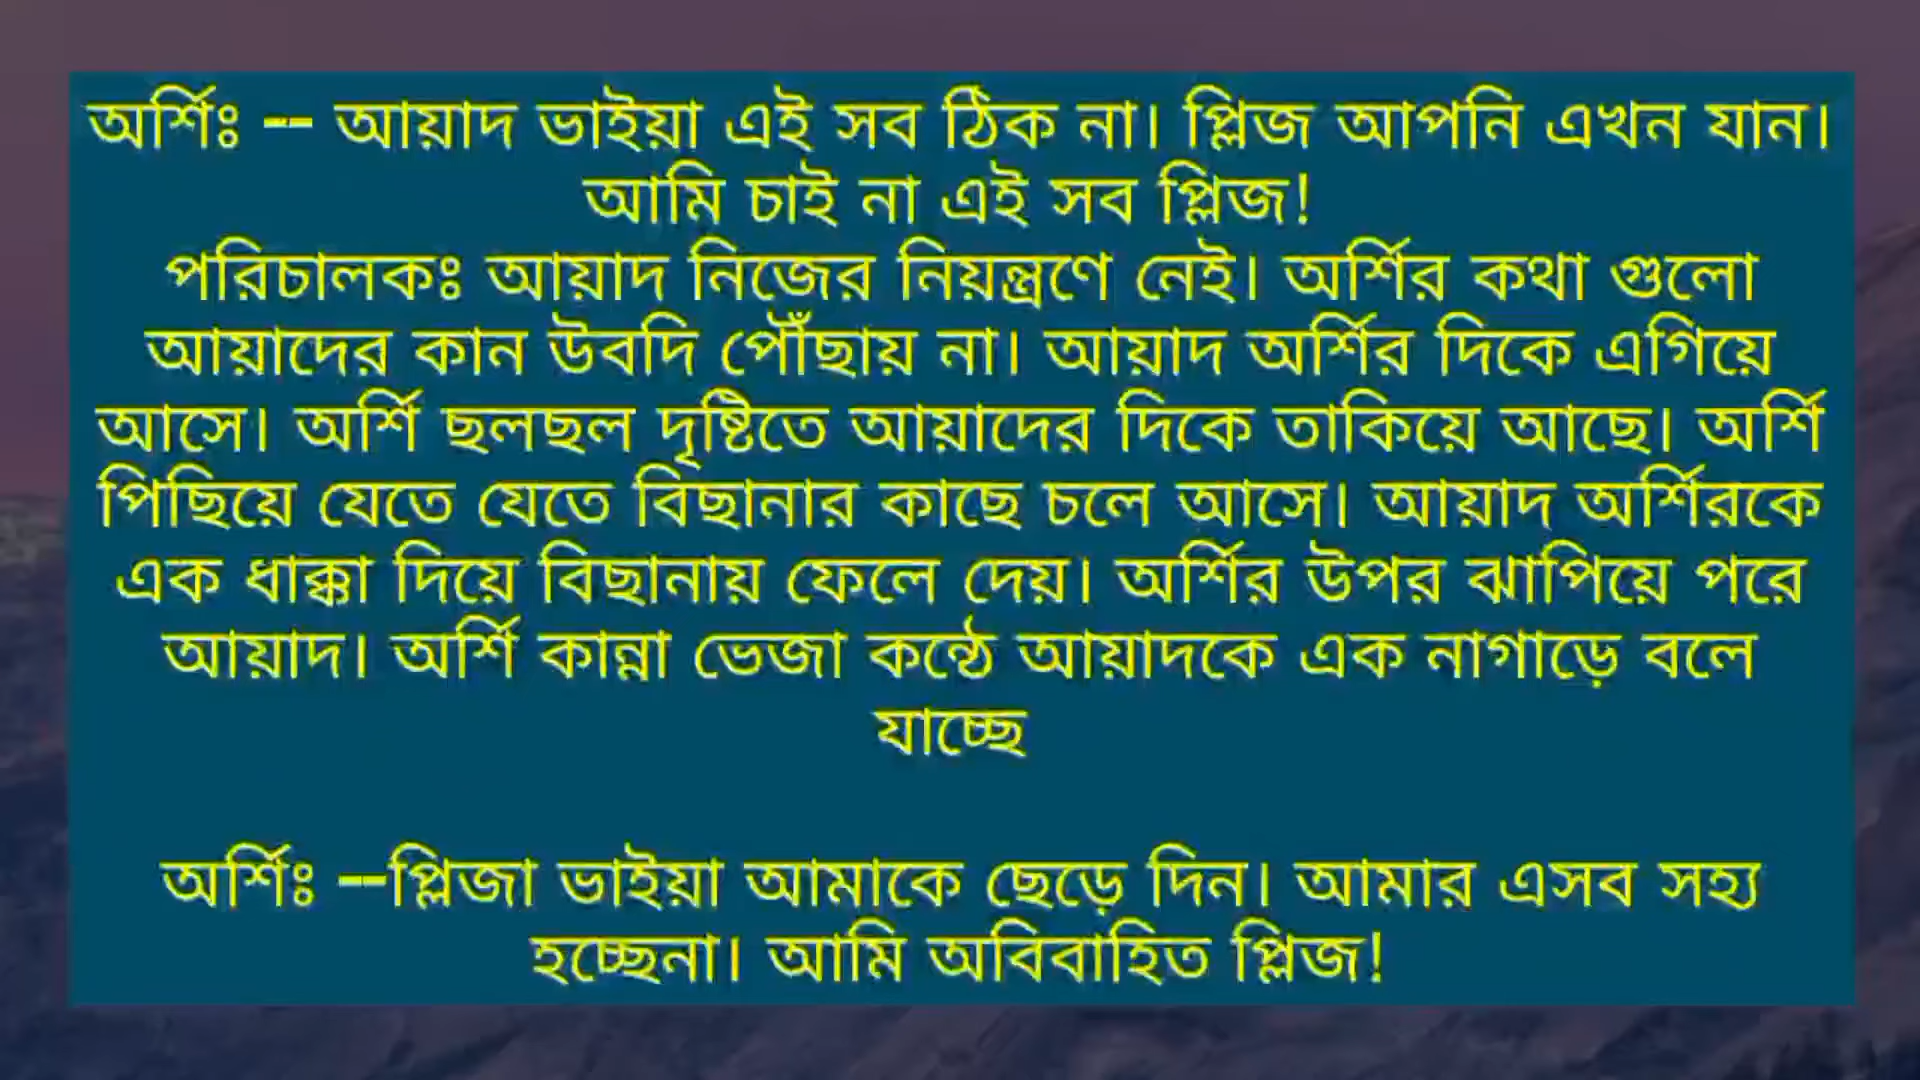 অর্শিঃ -- আয়াদ ভাইয়া এই সব ঠিক না। প্লিজ আপনি এখন যান।
আমি চাই না এই সব প্লিজ!
পরিচালকঃ আয়াদ নিজের নিয়ন্ত্রণে নেই। অর্শির কথা গুলো
আয়াদের কান উবদি পৌঁছায় না। আয়াদ অর্শির দিকে এগিয়ে
আসে। অর্শি ছলছল দৃষ্টিতে আয়াদের দিকে তাকিয়ে আছে। অর্শি
পিছিয়ে যেতে যেতে বিছানার কাছে চলে আসে। আয়াদ অর্শিরকে
এক ধাক্কা দিয়ে বিছানায় ফেলে দেয়। অর্শির উপর ঝাপিয়ে পরে
আয়াদ। অর্শি কান্না ভেজা কন্ঠে আয়াদকে এক নাগাড়ে বলে
যাচ্ছে
অর্শিঃ --প্লিজা ভাইয়া আমাকে ছেড়ে দিন। আমার এসব সহ্য
হচ্ছেনা। আমি অবিবাহিত প্লিজ!